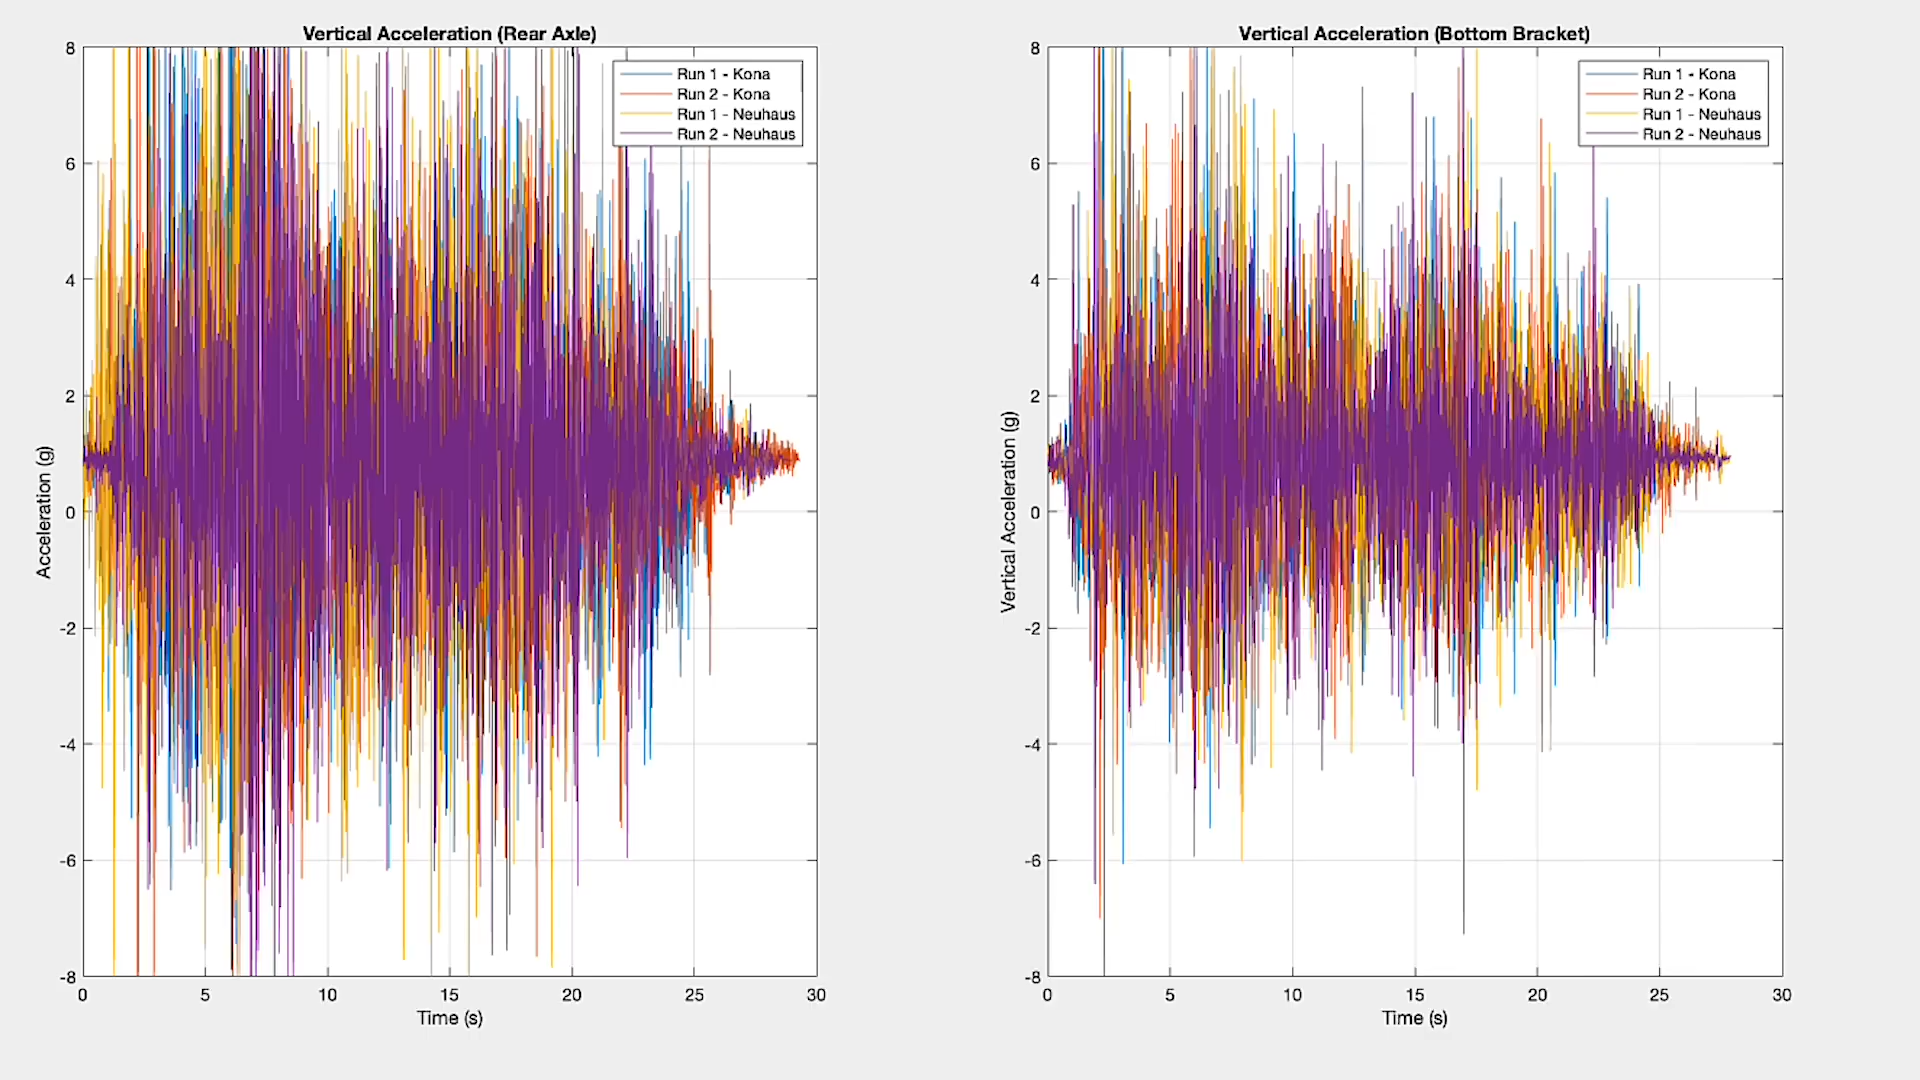 Vertical Acceleration (Rear Axle)
8
6
4
2
0
-2
-4
-6
-8
Acceleration (g)
0 5 10 15 20 25 30
Time (s)
Run 1 - Kona
Run 2 - Kona
Run 1 - Neuhaus
Run 2 - Neuhaus
Vertical Acceleration (Bottom Bracket)
8
6
4
2
0
-2
-4
-6
-8
Vertical Acceleration (g)
0 5 10 15 20 25 30
Time (s)
Run 1 - Kona
Run 2 - Kona
Run 1 - Neuhaus
Run 2 - Neuhaus